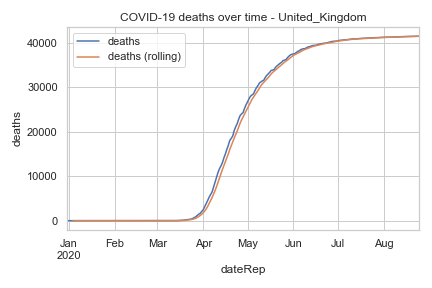 COVID-19 deaths over time - United_Kingdom
deaths
deaths (rolling)
40000
30000
20000
10000
0
deaths
Jan Feb Mar Apr May Jun Jul Aug
2020
dateRep